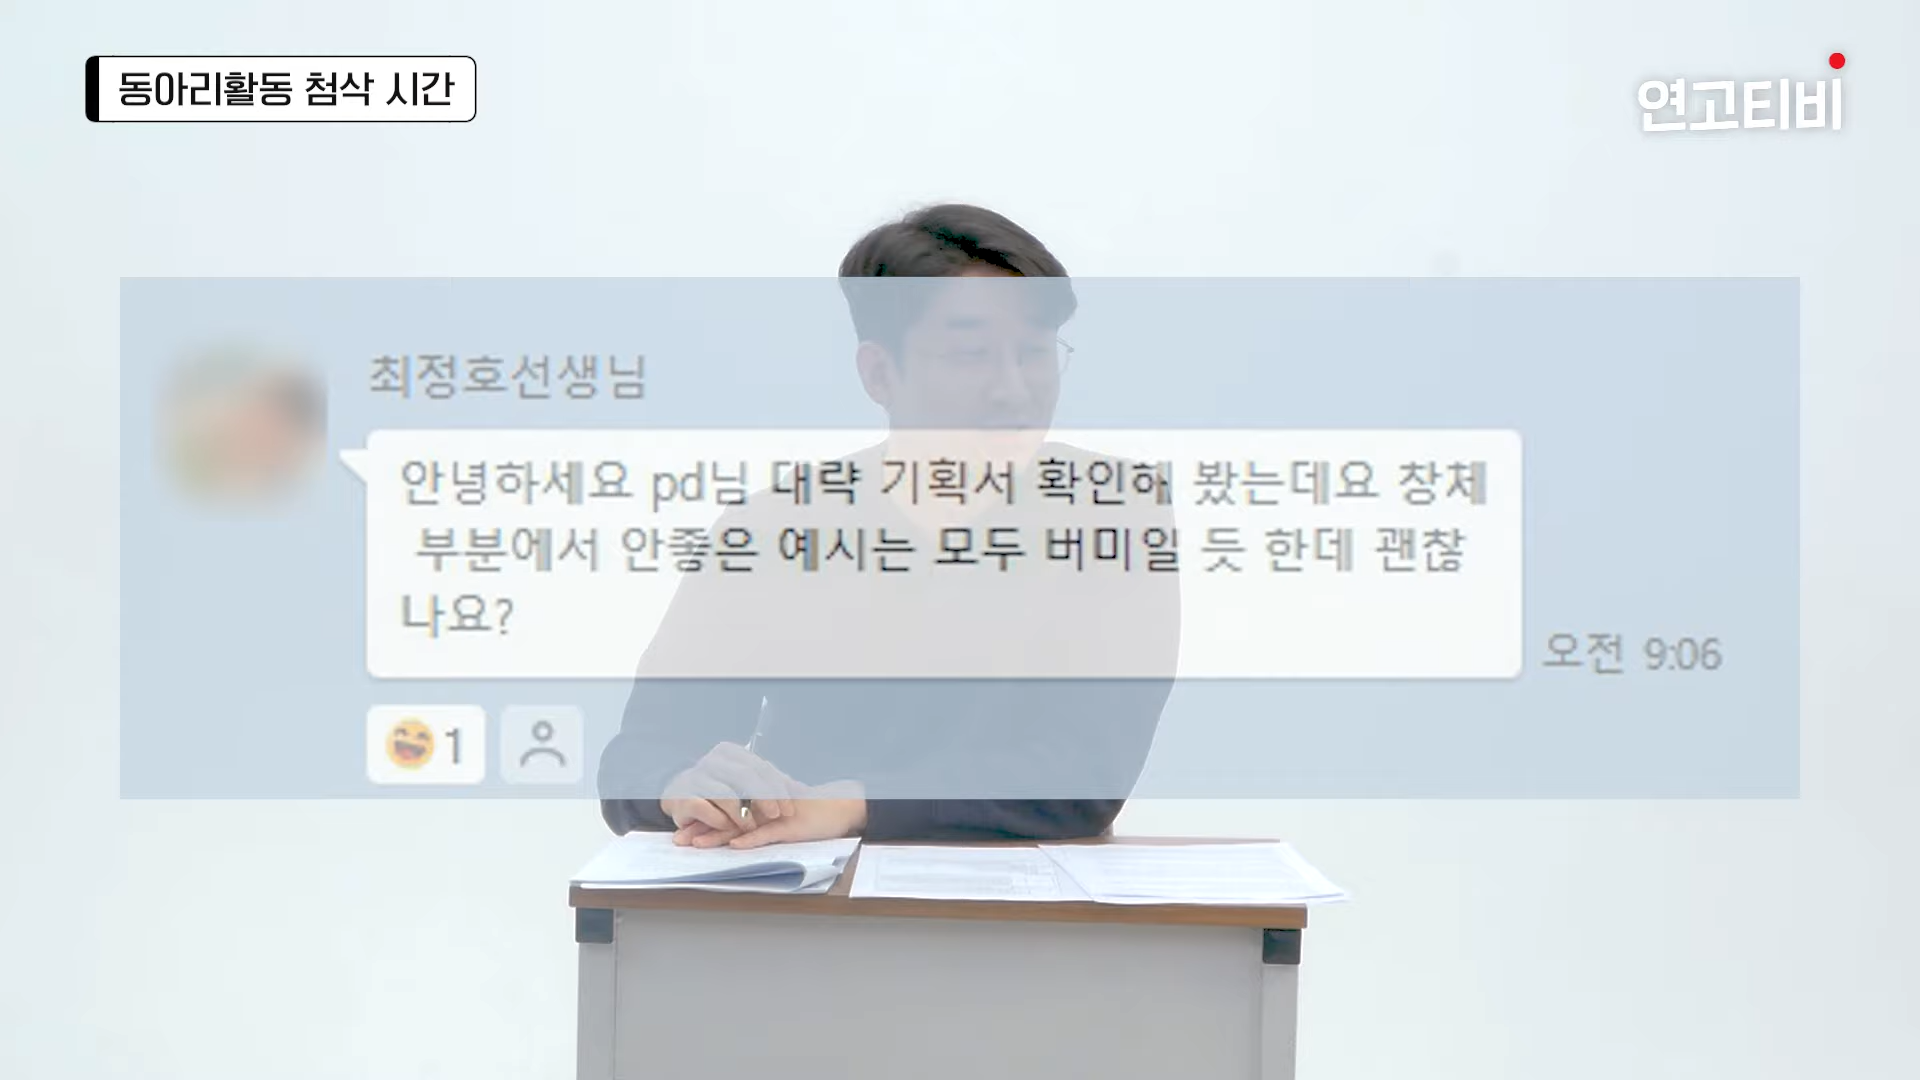 동아리활동 첨삭 시간
연고티비
최정호선생님
안녕하세요 pd님 대략 기획서 확인해 봤는데요 창체
부분에서 안좋은 예시는 모두 버미일 듯 한데 괜찮
나요?
오전 9:06
1